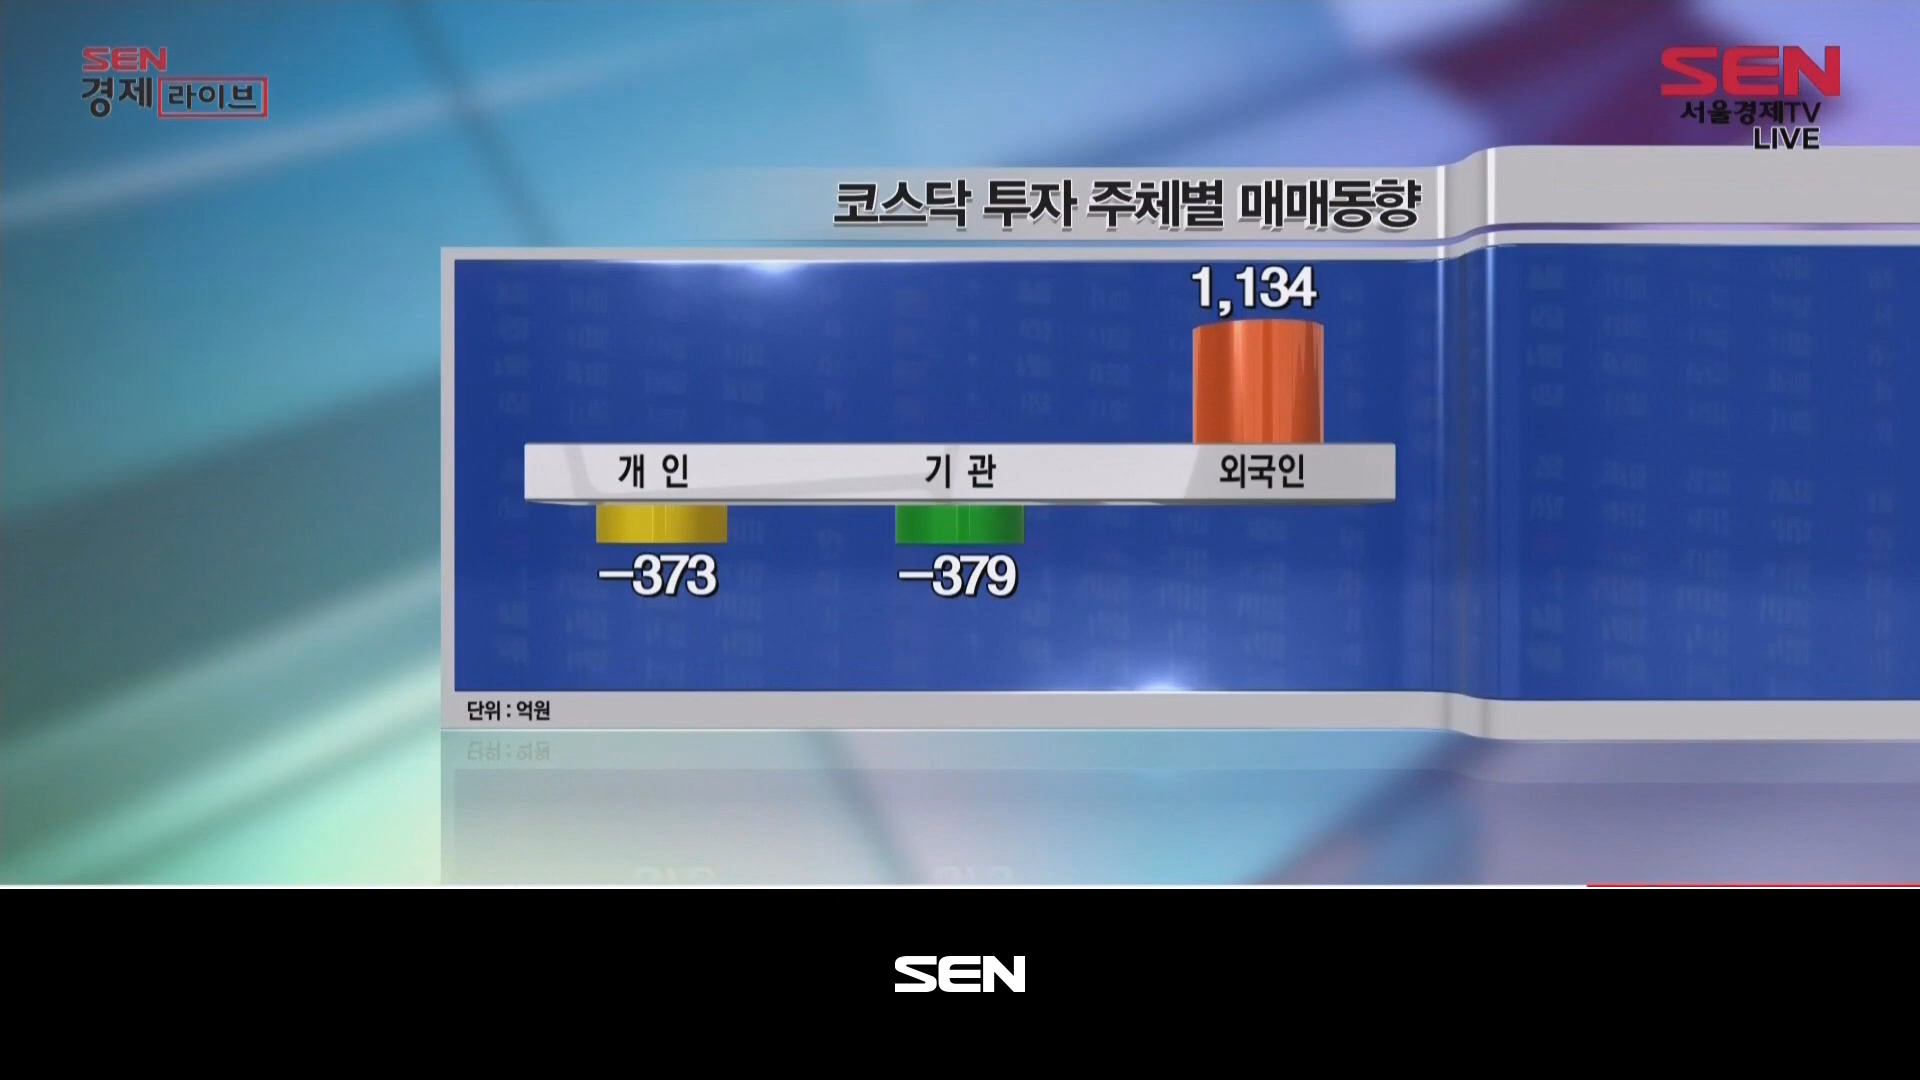 SEN
경제 라이브
SEN
서울경제TV
LIVE
코스닥 투자 주체별 매매동향
1,134
개 인 기 관 외국인
-373 -379
단위 : 억원
SEN